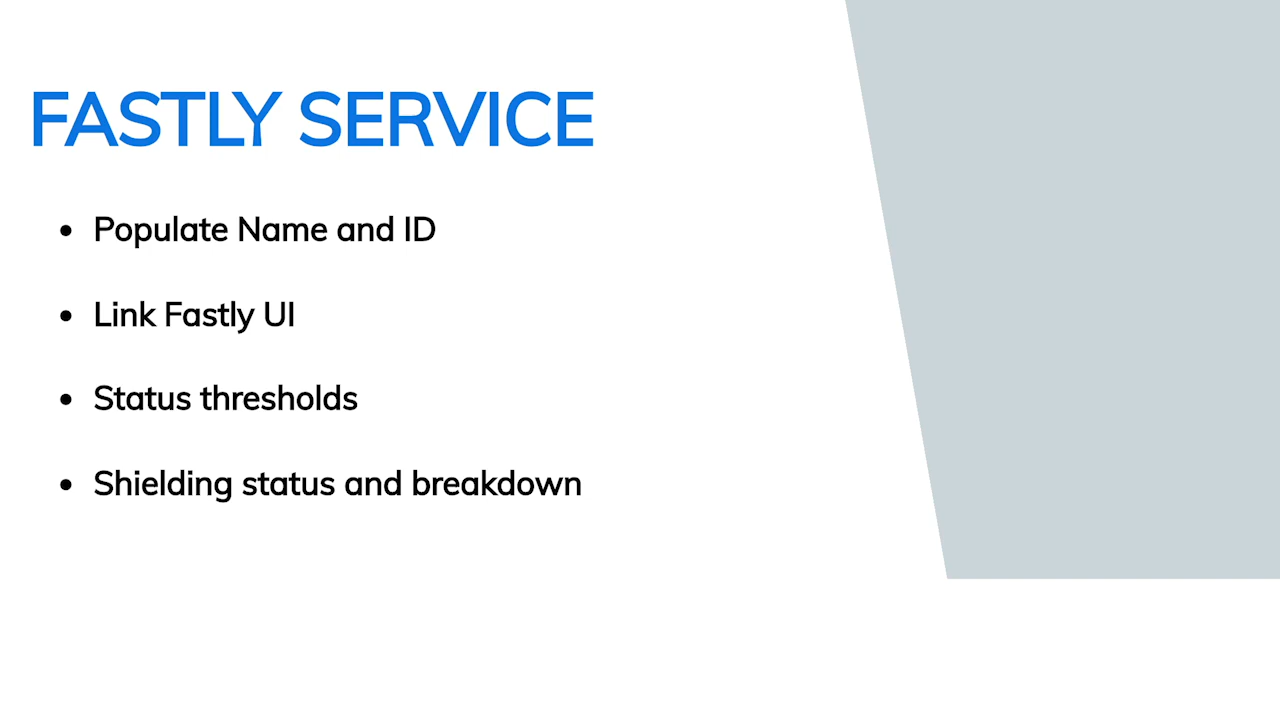 FASTLY SERVICE
• Populate Name and ID
• Link Fastly UI
• Status thresholds
• Shielding status and breakdown